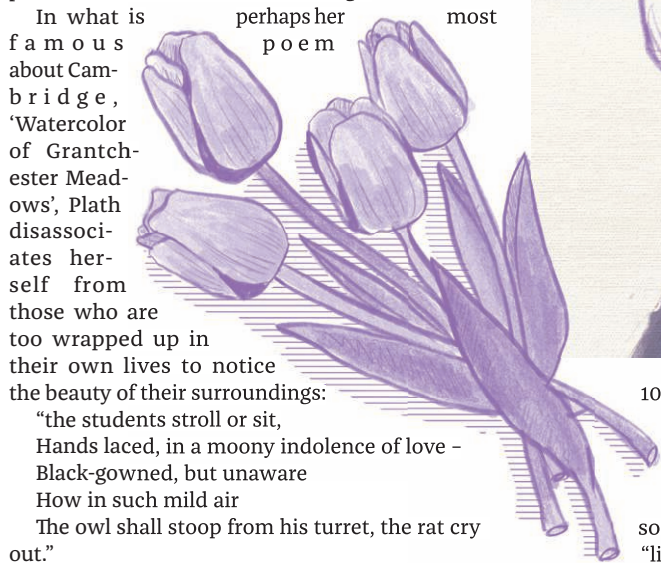 In what is perhaps her most
famous poem
about Cam-
bridge,
‘Watercolor
of Grantch-
ester Mead-
ows’, Plath
disassoci-
ates her-
self from
those who are
too wrapped up in
their own lives to notice
the beauty of their surroundings:
“the students stroll or sit,
Hands laced, in a moony indolence of love –
Black-gowned, but unaware
How in such mild air
The owl shall stoop from his turret, the rat cry
out.”
10
so
“li